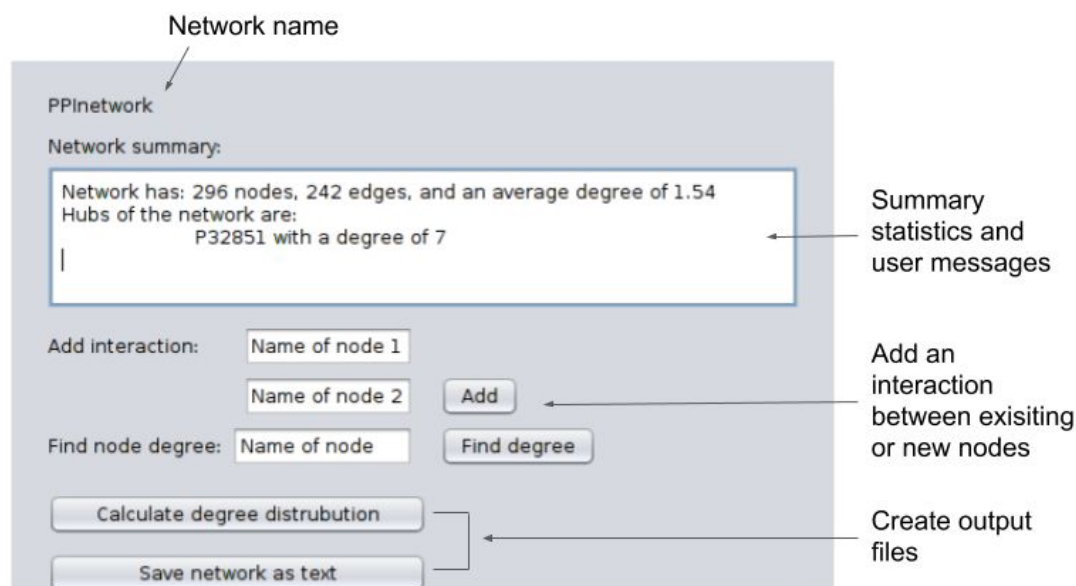 Network name
PPInetwork
Network summary:
Network has: 296 nodes, 242 edges, and an average degree of 1.54
Hubs of the network are:
P32851 with a degree of 7
Summary
statistics and
user messages
Add interaction:
Name of node 1
Name of node 2
Add
Add an
interaction
between exisiting
or new nodes
Find node degree:
Name of node
Find degree
Calculate degree distrubution
Save network as text
Create output
files